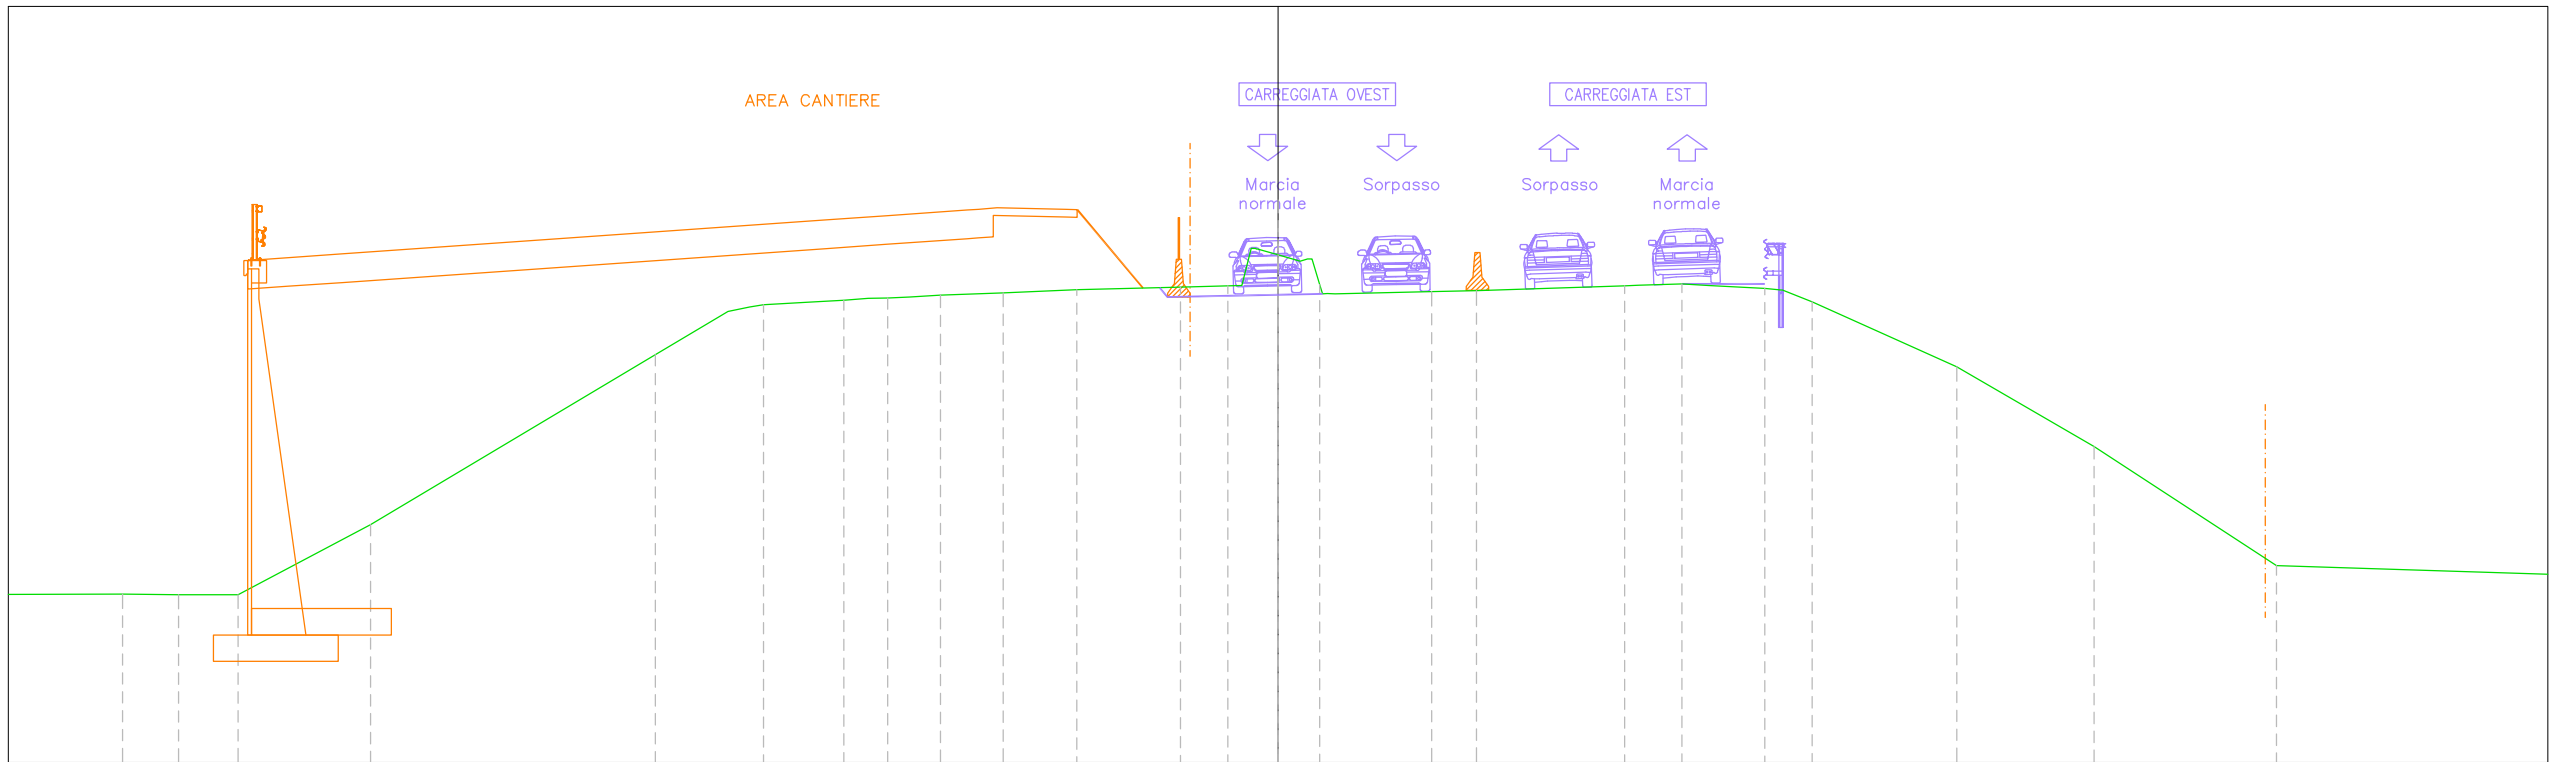 AREA CANTIERE
CARREGGIATA OVEST
CARREGGIATA EST
Marcia
normale
Sorpasso
Sorpasso
Marcia
normale